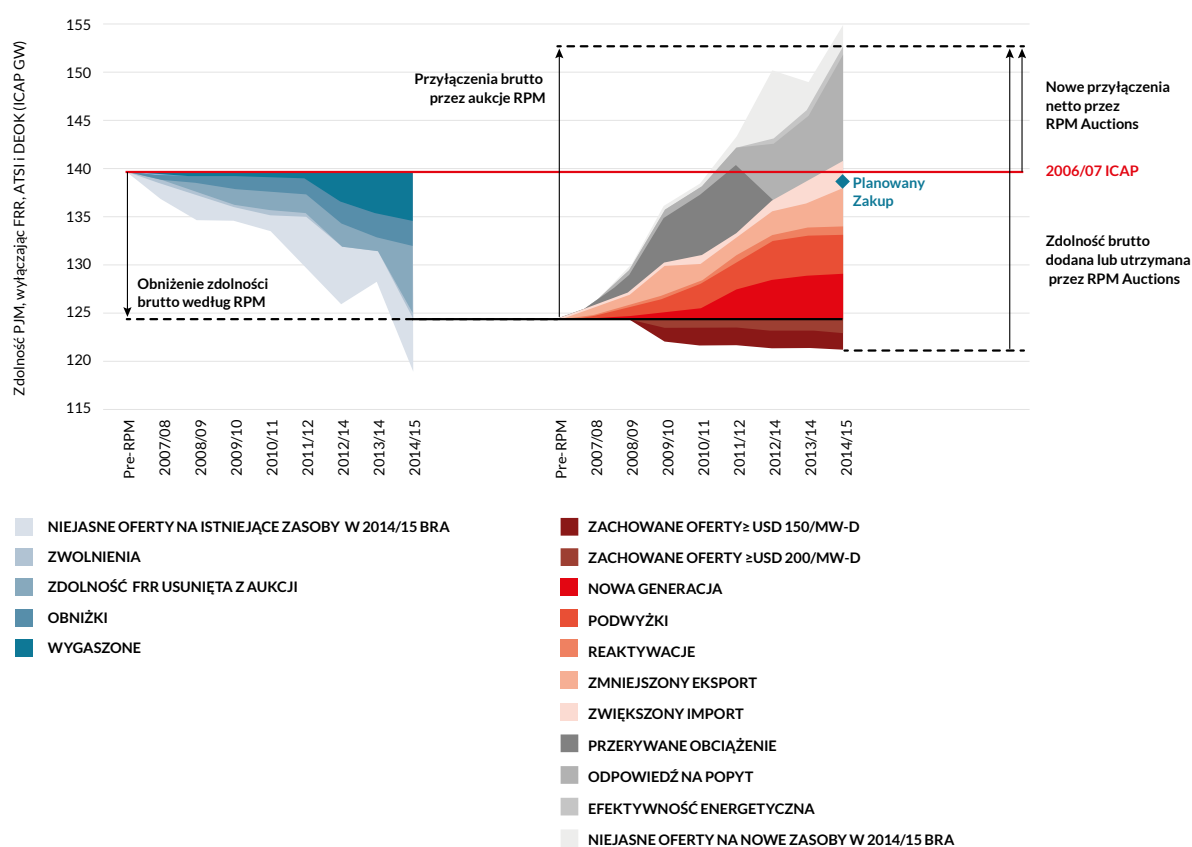 Zdolność PJM, wyłączając FRR, ATSI i DEOK (ICAP GW)
155
150
145
140
135
130
125
120
115
Przyłączenia brutto
przez aukcje RPM
Obniżenie zdolności
brutto według RPM
Nowe przyłączenia
netto przez
RPM Auctions
2006/07 ICAP
Planowany
Zakup
Zdolność brutto
dodana lub utrzymana
przez RPM Auctions
Pre-RPM
2007/08
2008/09
2009/10
2010/11
2011/12
2012/14
2013/14
2014/15
Pre-RPM
2007/08
2008/09
2009/10
2010/11
2011/12
2012/14
2013/14
2014/15
NIEJASNE OFERTY NA ISTNIEJĄCE ZASOBY W 2014/15 BRA
ZWOLNIENIA
ZDOLNOŚĆ FRR USUNIĘTA Z AUKCJI
OBNIŻKI
WYGASZONE
ZACHOWANE OFERTY≥ USD 150/MW-D
ZACHOWANE OFERTY ≥USD 200/MW-D
NOWA GENERACJA
PODWYŻKI
REAKTYWACJE
ZMNIEJSZONY EKSPORT
ZWIĘKSZONY IMPORT
PRZERYWANE OBCIĄŻENIE
ODPOWIEDŹ NA POPYT
EFEKTYWNOŚĆ ENERGETYCZNA
NIEJASNE OFERTY NA NOWE ZASOBY W 2014/15 BRA